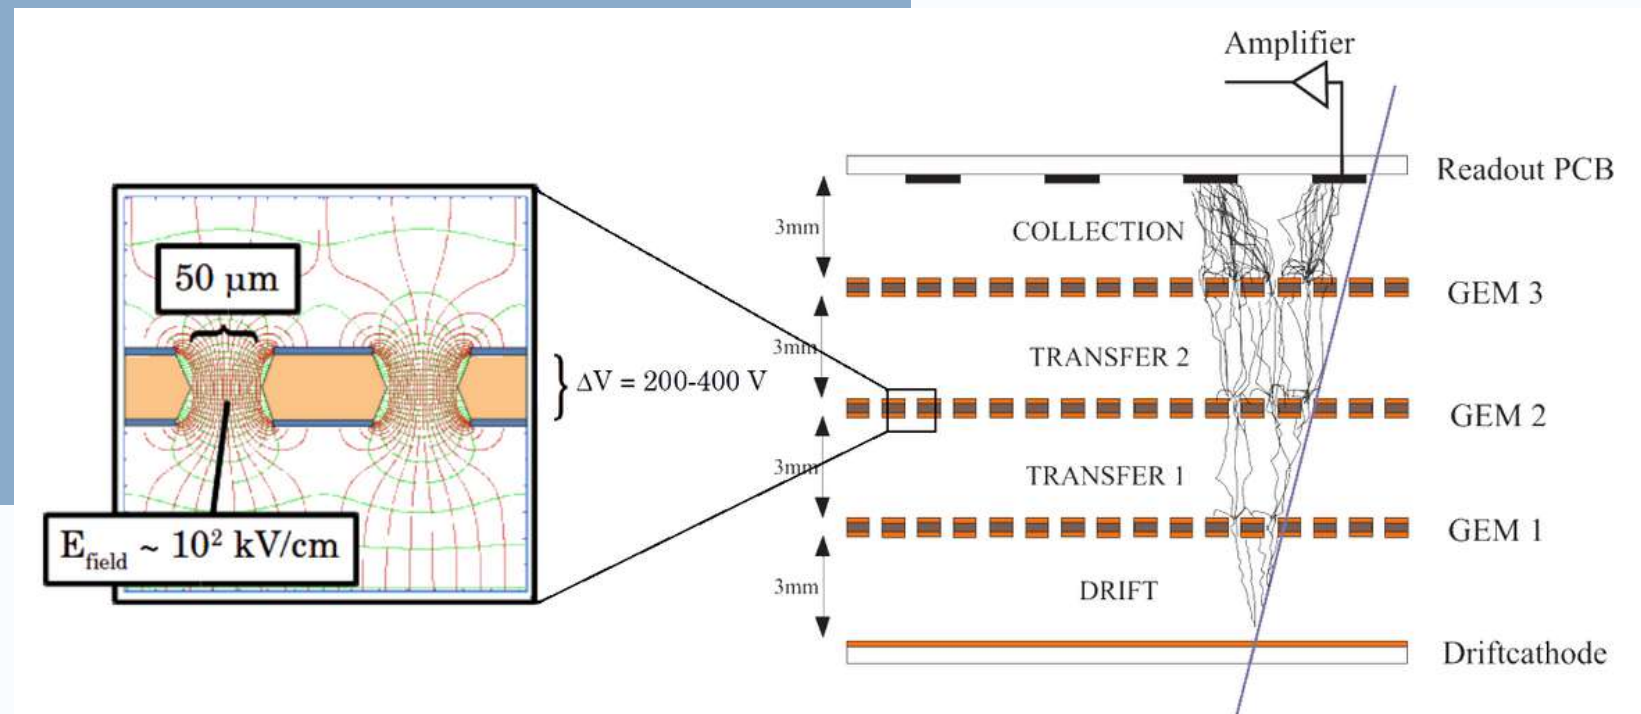 Amplifier
Readout PCB
3mm
COLLECTION
GEM 3
3mm
TRANSFER 2
GEM 2
3mm
TRANSFER 1
GEM 1
3mm
DRIFT
Driftcathode
50 μm
ΔV = 200-400 V
E_field ~ 10² kV/cm